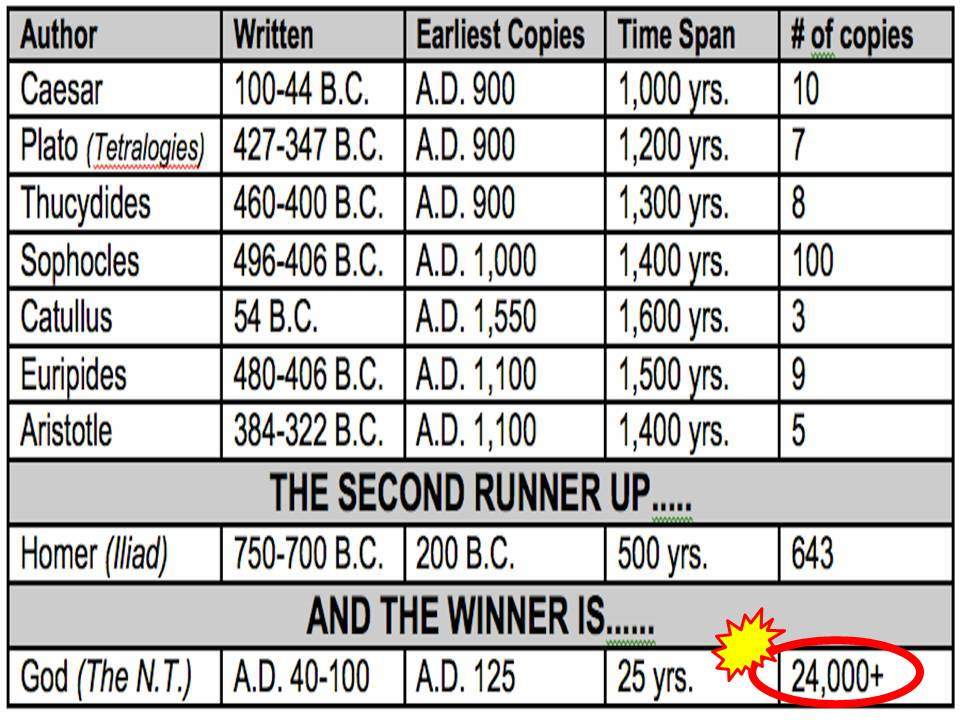 Author Written Earliest Copies Time Span # of copies
Caesar 100-44 B.C. A.D. 900 1,000 yrs. 10
Plato (Tetralogies) 427-347 B.C. A.D. 900 1,200 yrs. 7
Thucydides 460-400 B.C. A.D. 900 1,300 yrs. 8
Sophocles 496-406 B.C. A.D. 1,000 1,400 yrs. 100
Catullus 54 B.C. A.D. 1,550 1,600 yrs. 3
Euripides 480-406 B.C. A.D. 1,100 1,500 yrs. 9
Aristotle 384-322 B.C. A.D. 1,100 1,400 yrs. 5
THE SECOND RUNNER UP.....
Homer (Iliad) 750-700 B.C. 200 B.C. 500 yrs. 643
AND THE WINNER IS......
God (The N.T.) A.D. 40-100 A.D. 125 25 yrs. 24,000+